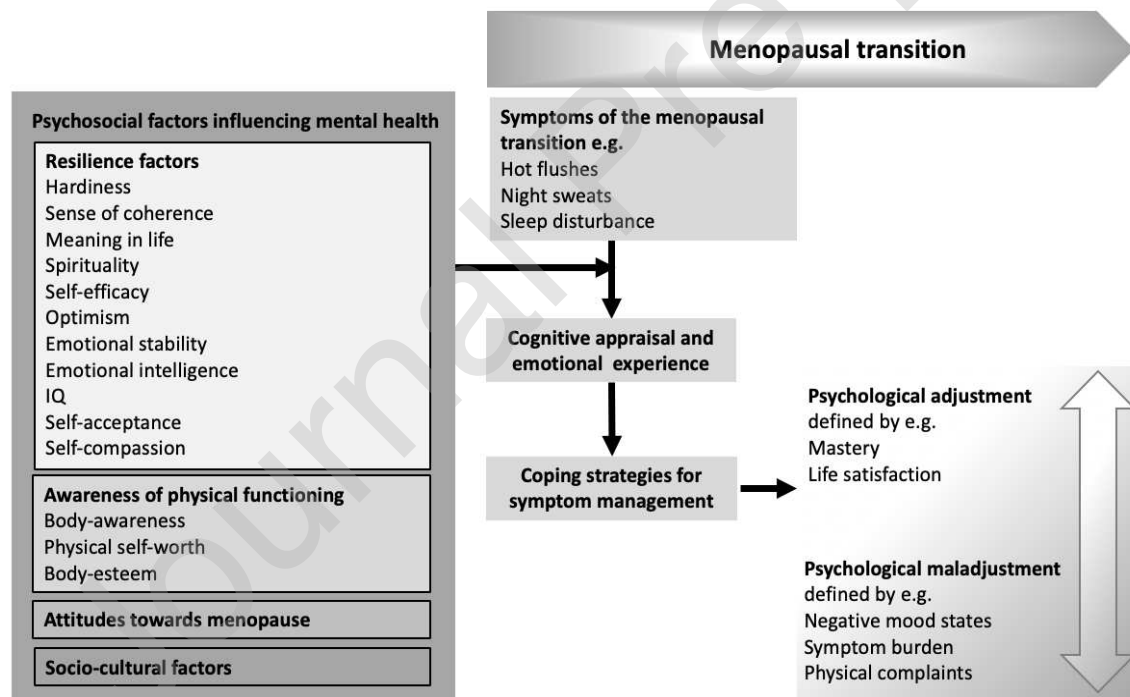 Menopausal transition
Psychosocial factors influencing mental health
Resilience factors
Hardiness
Sense of coherence
Meaning in life
Spirituality
Self-efficacy
Optimism
Emotional stability
Emotional intelligence
IQ
Self-acceptance
Self-compassion
Awareness of physical functioning
Body-awareness
Physical self-worth
Body-esteem
Attitudes towards menopause
Socio-cultural factors
Symptoms of the menopausal
transition e.g.
Hot flushes
Night sweats
Sleep disturbance
Cognitive appraisal and
emotional experience
Coping strategies for
symptom management
Psychological adjustment
defined by e.g.
Mastery
Life satisfaction
Psychological maladjustment
defined by e.g.
Negative mood states
Symptom burden
Physical complaints
Journal Pre